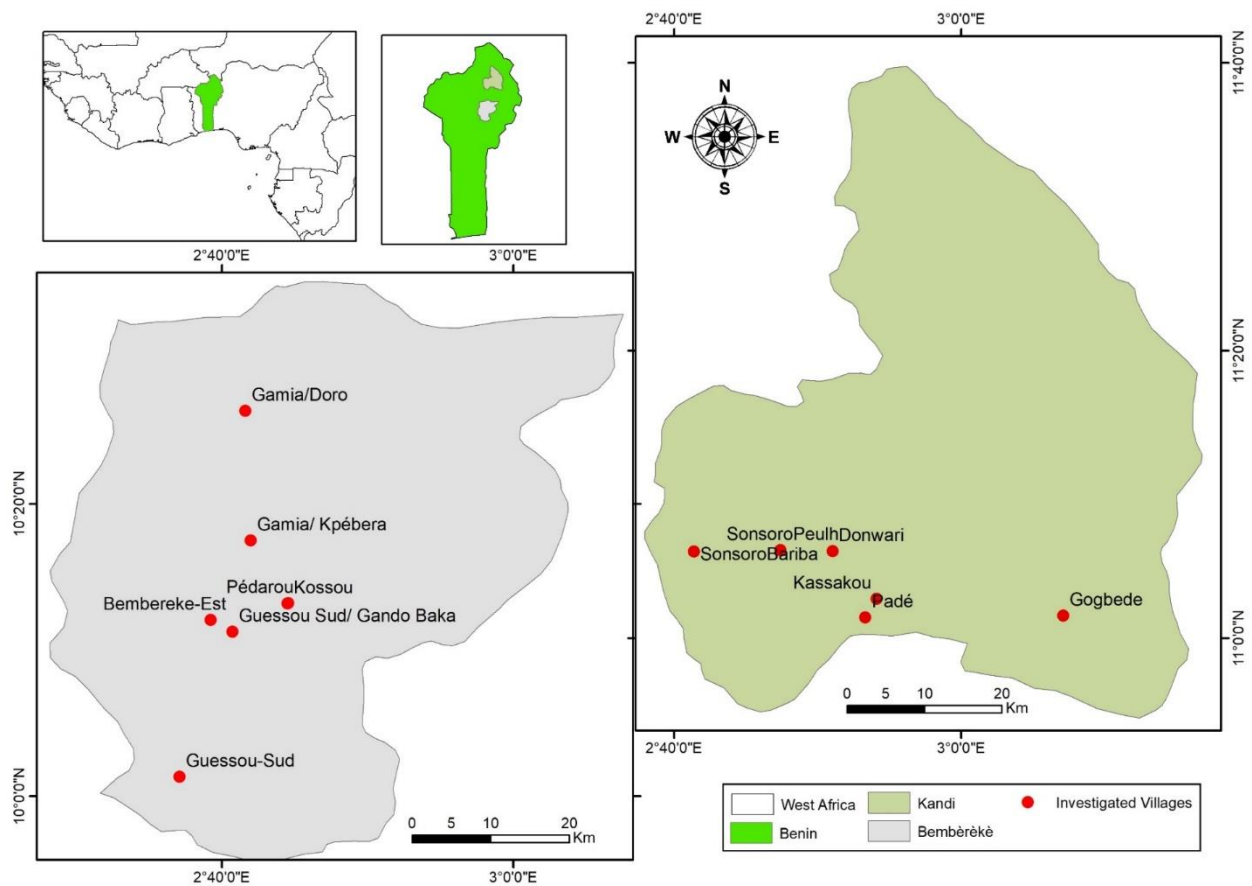 2°40'0"E
3°0'0"E
11°40'0"N
11°20'0"N
11°0'0"N
N
W
E
S
2°40'0"E
3°0'0"E
2°40'0"E
3°0'0"E
10°20'0"N
10°0'0"N
Gamia/Doro
Gamia/ Kpébera
PédarouKossou
Bembereke-Est
Guessou Sud/ Gando Baka
Guessou-Sud
0 5 10 20
Km
2°40'0"E
3°0'0"E
SonsoroPeulh
Donwari
SonsoroBariba
Kassakou
Padé
Gogbede
0 5 10 20
Km
West Africa
Kandi
Investigated Villages
Benin
Bembèrèkè